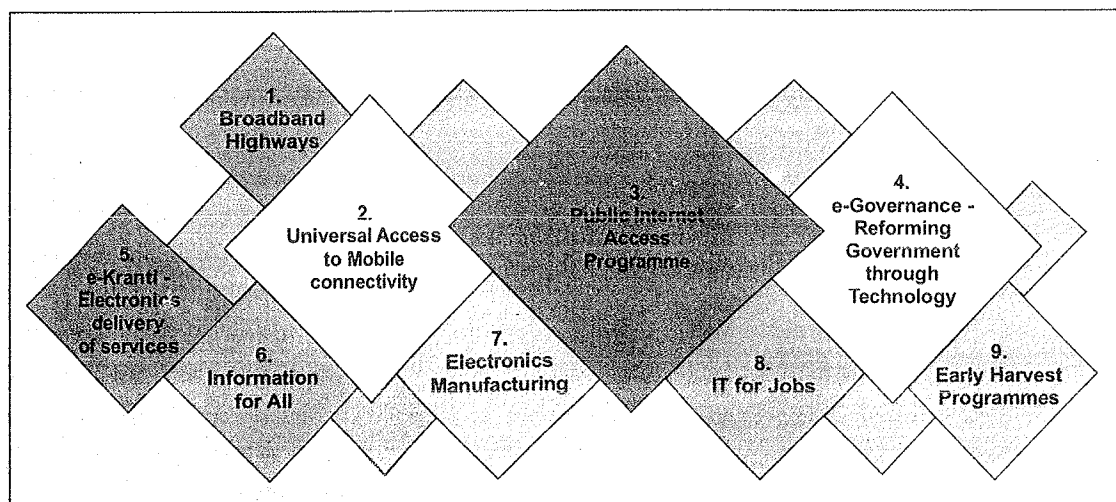 1.
Broadband
Highways
2.
Universal Access
to Mobile
connectivity
3.
Public Internet
Access
Programme
4.
e-Governance -
Reforming
Government
through
Technology
5.
e-Kranti -
Electronics
delivery
of services
6.
Information
for All
7.
Electronics
Manufacturing
8.
IT for Jobs
9.
Early Harvest
Programmes